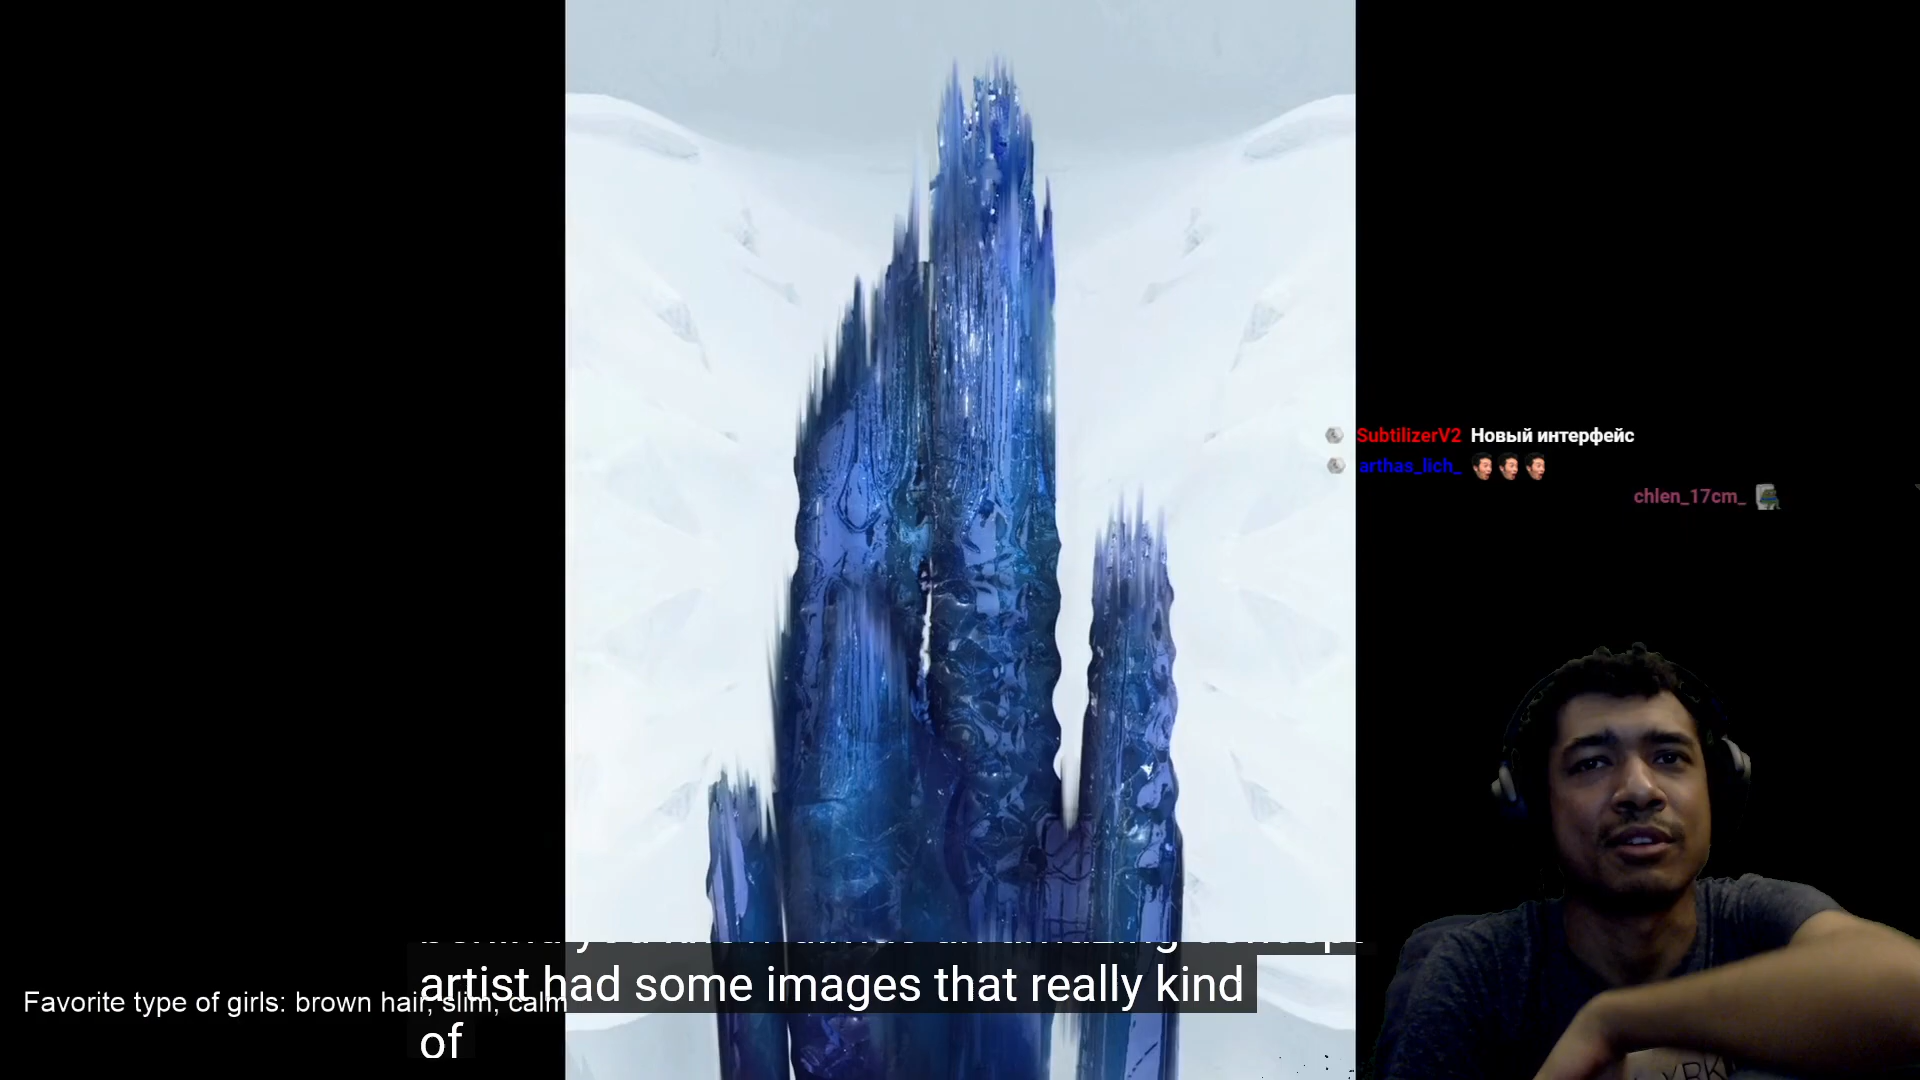 SubtilizerV2 Новый интерфейс
arthas_lich_
chlen_17cm_
artist had some images that really kind
of
Favorite type of girls: brown hair, slim, calm